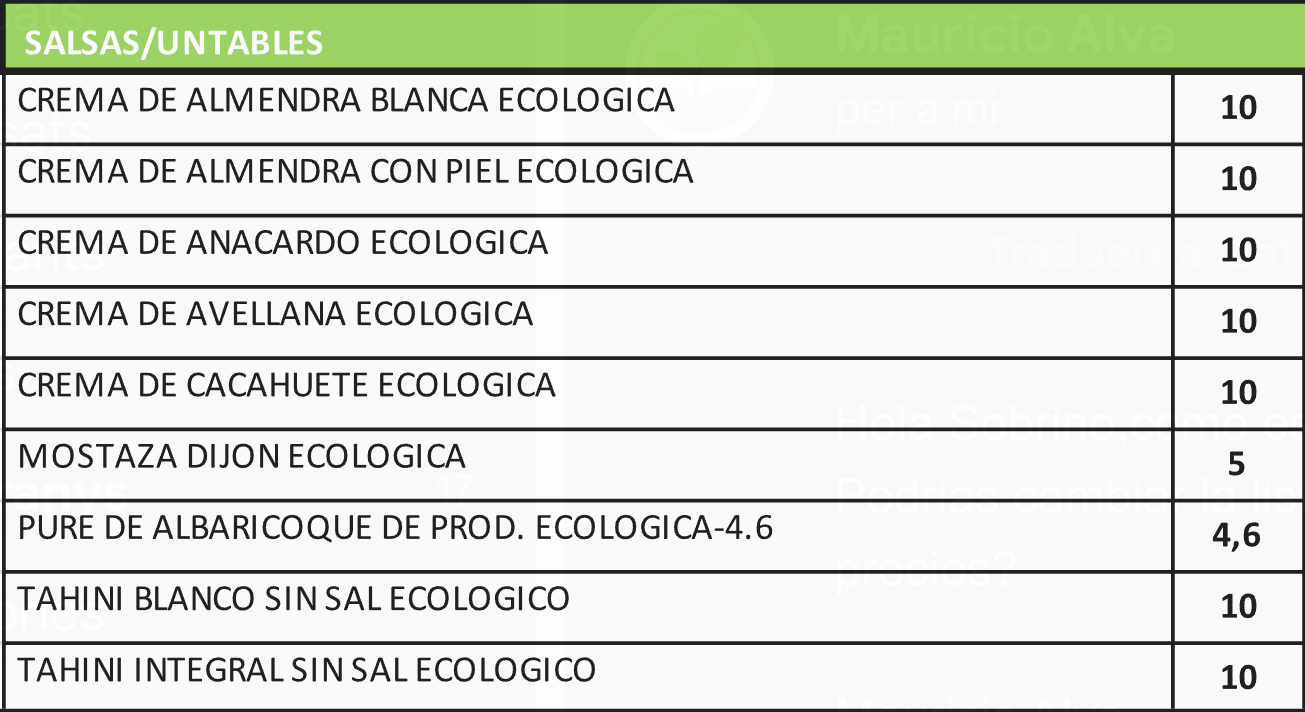 SALSAS/UNTABLES
Mauricio Alva
per a mi
CREMA DE ALMENDRA BLANCA ECOLOGICA 10
CREMA DE ALMENDRA CON PIEL ECOLOGICA 10
CREMA DE ANACARDO ECOLOGICA 10
Tradueix
CREMA DE AVELLANA ECOLOGICA 10
CREMA DE CACAHUETE ECOLOGICA 10
Hola Sobrino,como
MOSTAZA DIJON ECOLOGICA 5
17
Podrias cambiar la
PURE DE ALBARICOQUE DE PROD. ECOLOGICA-4.6 4,6
precios?
TAHINI BLANCO SIN SAL ECOLOGICO 10
TAHINI INTEGRAL SIN SAL ECOLOGICO 10